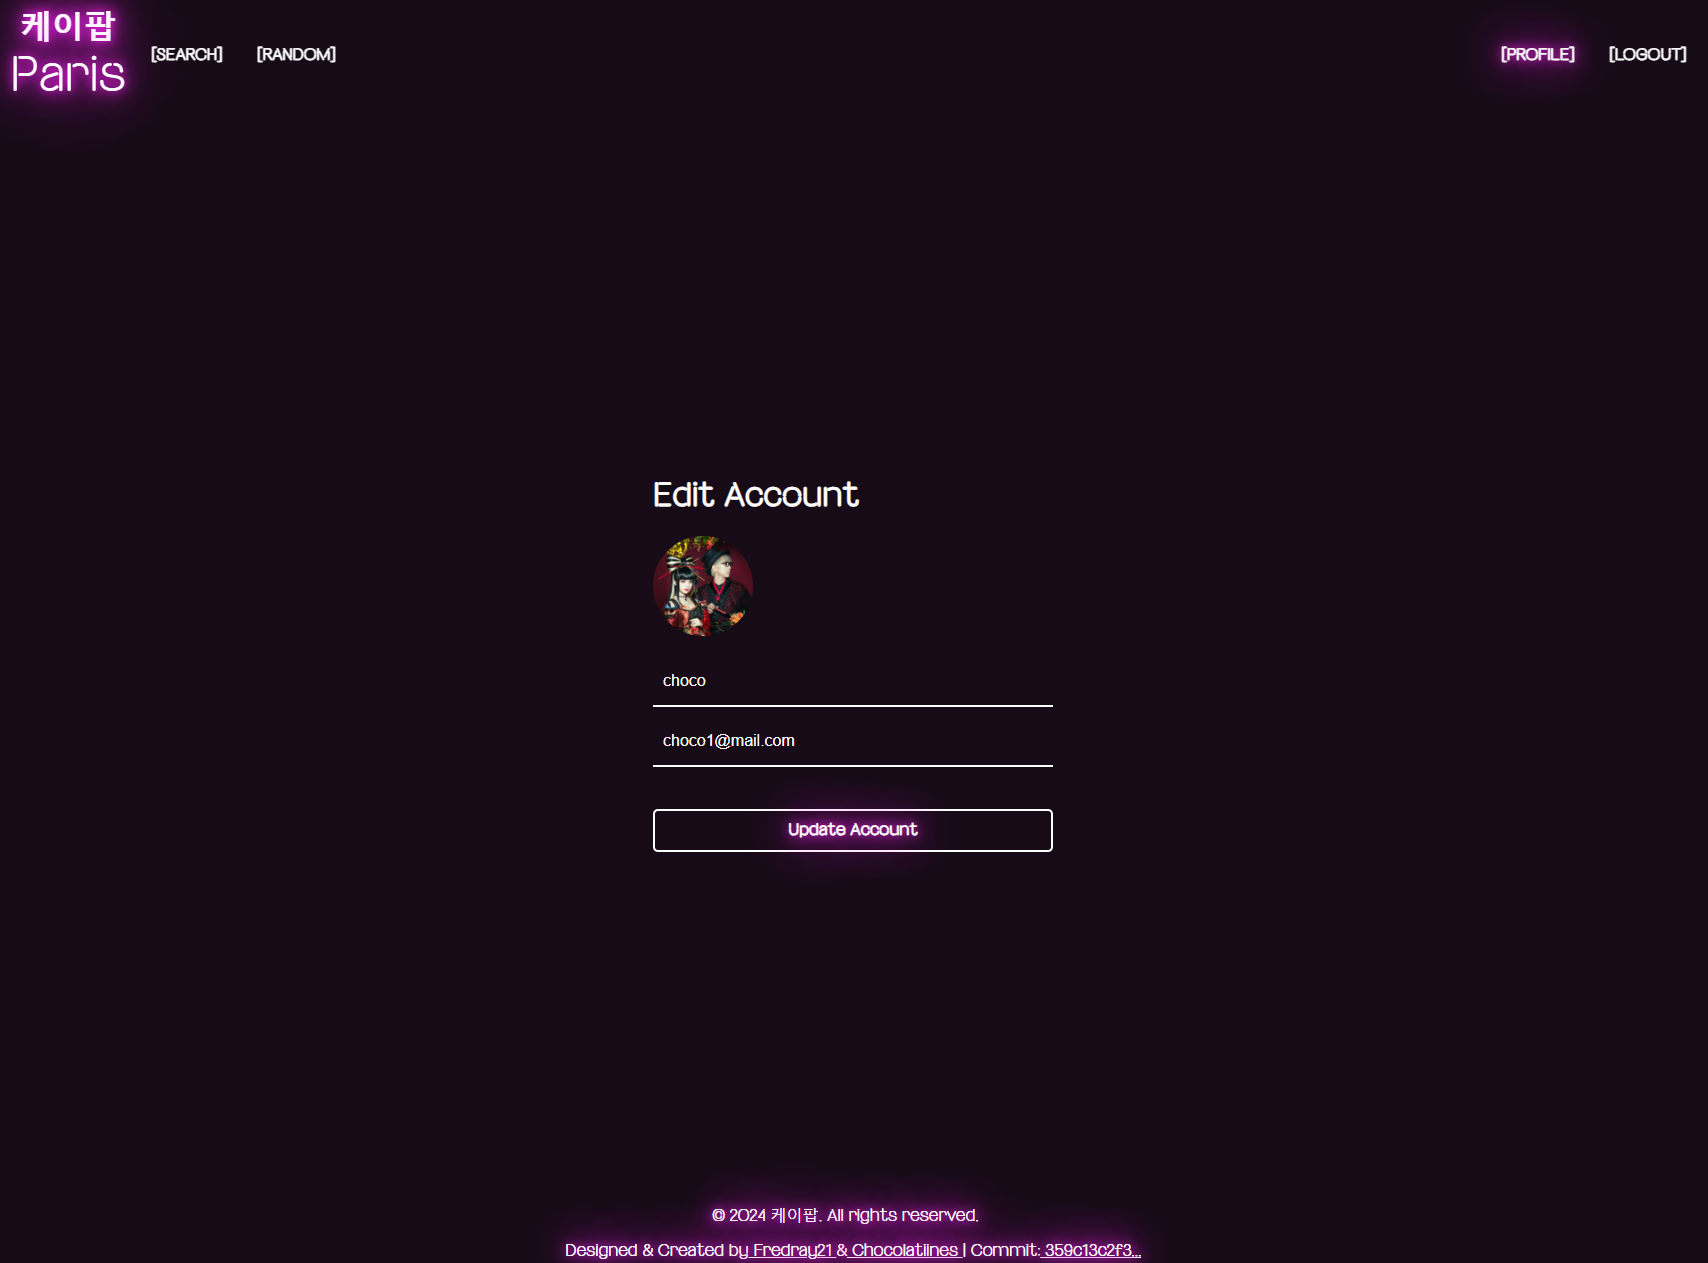 케이팝
Paris
[SEARCH]
[RANDOM]
[PROFILE]
[LOGOUT]
Edit Account
choco
choco1@mail.com
Update Account
© 2024 케이팝. All rights reserved.
Designed & Created by Fredray21 & Chocolatiines | Commit: 359c13c2f3...